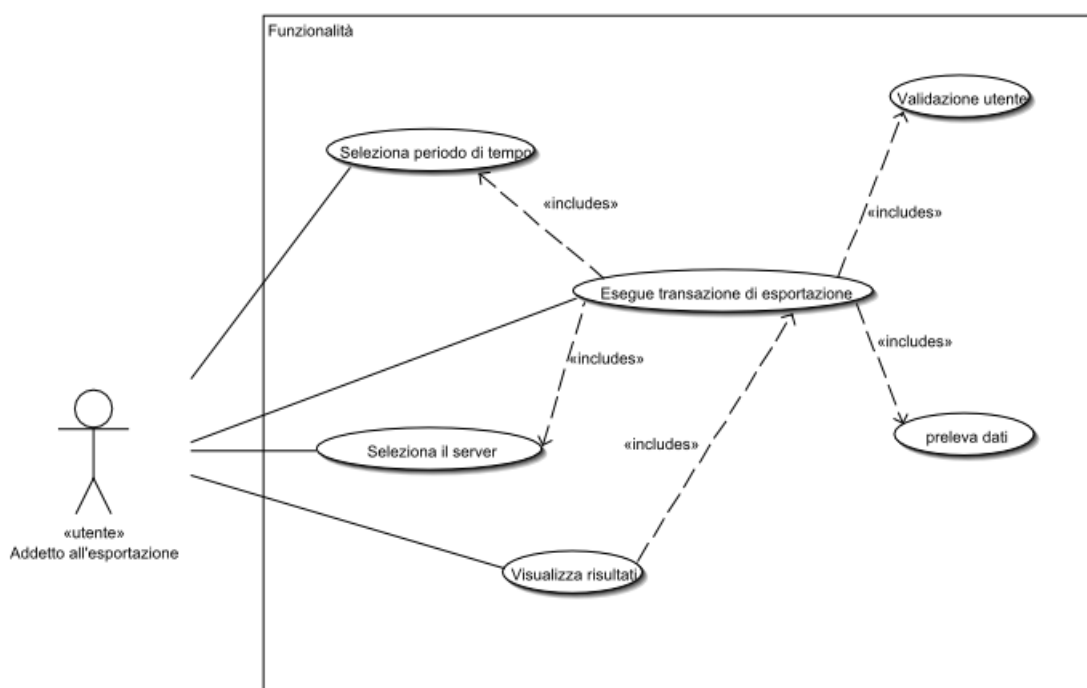 Funzionalità
Validazione utente
Seleziona periodo di tempo
«includes»
«includes»
Esegue transazione di esportazione
«includes»
«includes»
Seleziona il server
«includes»
preleva dati
«utente»
Addetto all'esportazione
Visualizza risultati